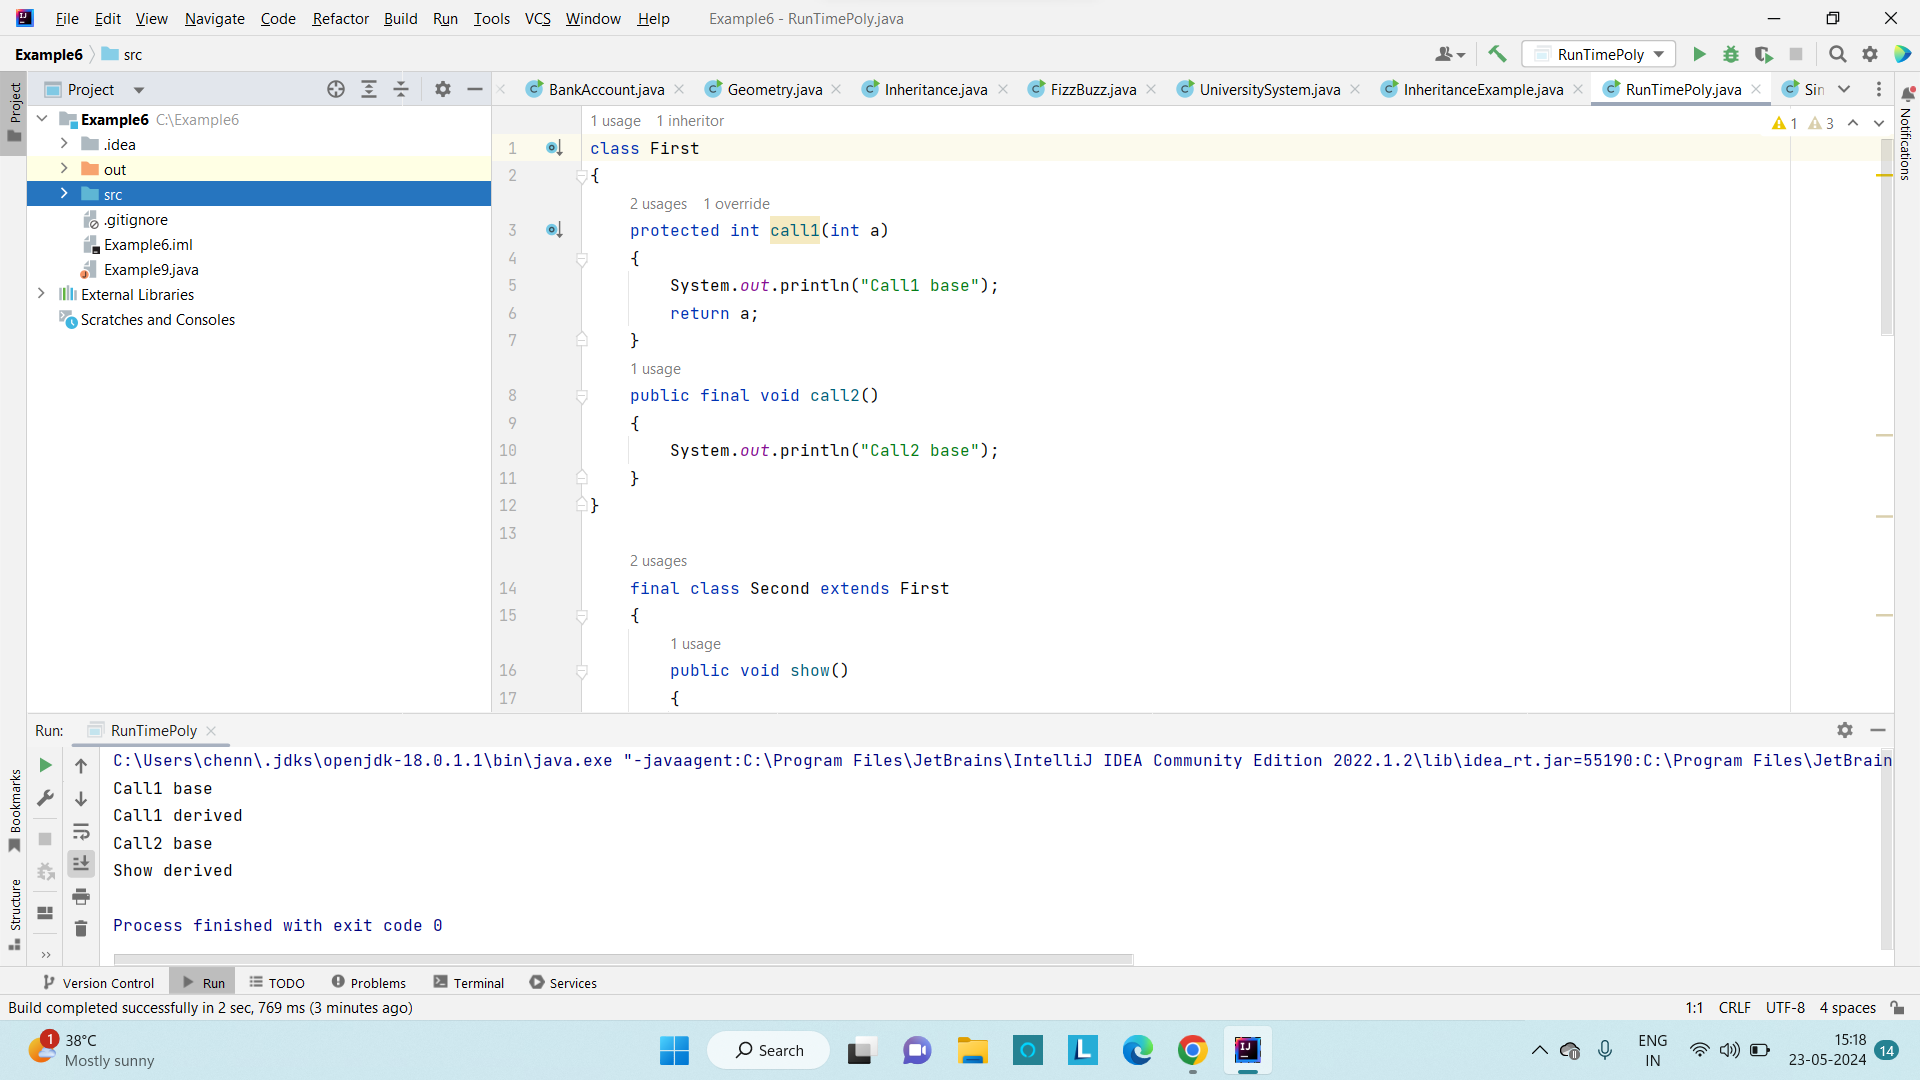 File Edit View Navigate Code Refactor Build Run Tools VCS Window Help Example6 - RunTimePoly.java
Example6 src RunTimePoly
Project BankAccount.java Geometry.java Inheritance.java FizzBuzz.java UniversitySystem.java InheritanceExample.java RunTimePoly.java Sin
Project
Notifications
Example6 C:\Example6
.idea
out
src
.gitignore
Example6.iml
Example9.java
External Libraries
Scratches and Consoles
1 usage 1 inheritor
1 3
1 class First
2 {
2 usages 1 override
3 protected int call1(int a)
4 {
5 System.out.println("Call1 base");
6 return a;
7 }
1 usage
8 public final void call2()
9 {
10 System.out.println("Call2 base");
11 }
12 }
13
2 usages
14 final class Second extends First
15 {
1 usage
16 public void show()
17 {
Run: RunTimePoly
C:\Users\chenn\.jdks\openjdk-18.0.1.1\bin\java.exe "-javaagent:C:\Program Files\JetBrains\IntelliJ IDEA Community Edition 2022.1.2\lib\idea_rt.jar=55190:C:\Program Files\JetBrain
Call1 base
Call1 derived
Call2 base
Show derived
Process finished with exit code 0
Bookmarks
Structure
Version Control Run TODO Problems Terminal Services
Build completed successfully in 2 sec, 769 ms (3 minutes ago) 1:1 CRLF UTF-8 4 spaces
1 38°C
Mostly sunny
Search
ENG
IN
15:18
23-05-2024 14